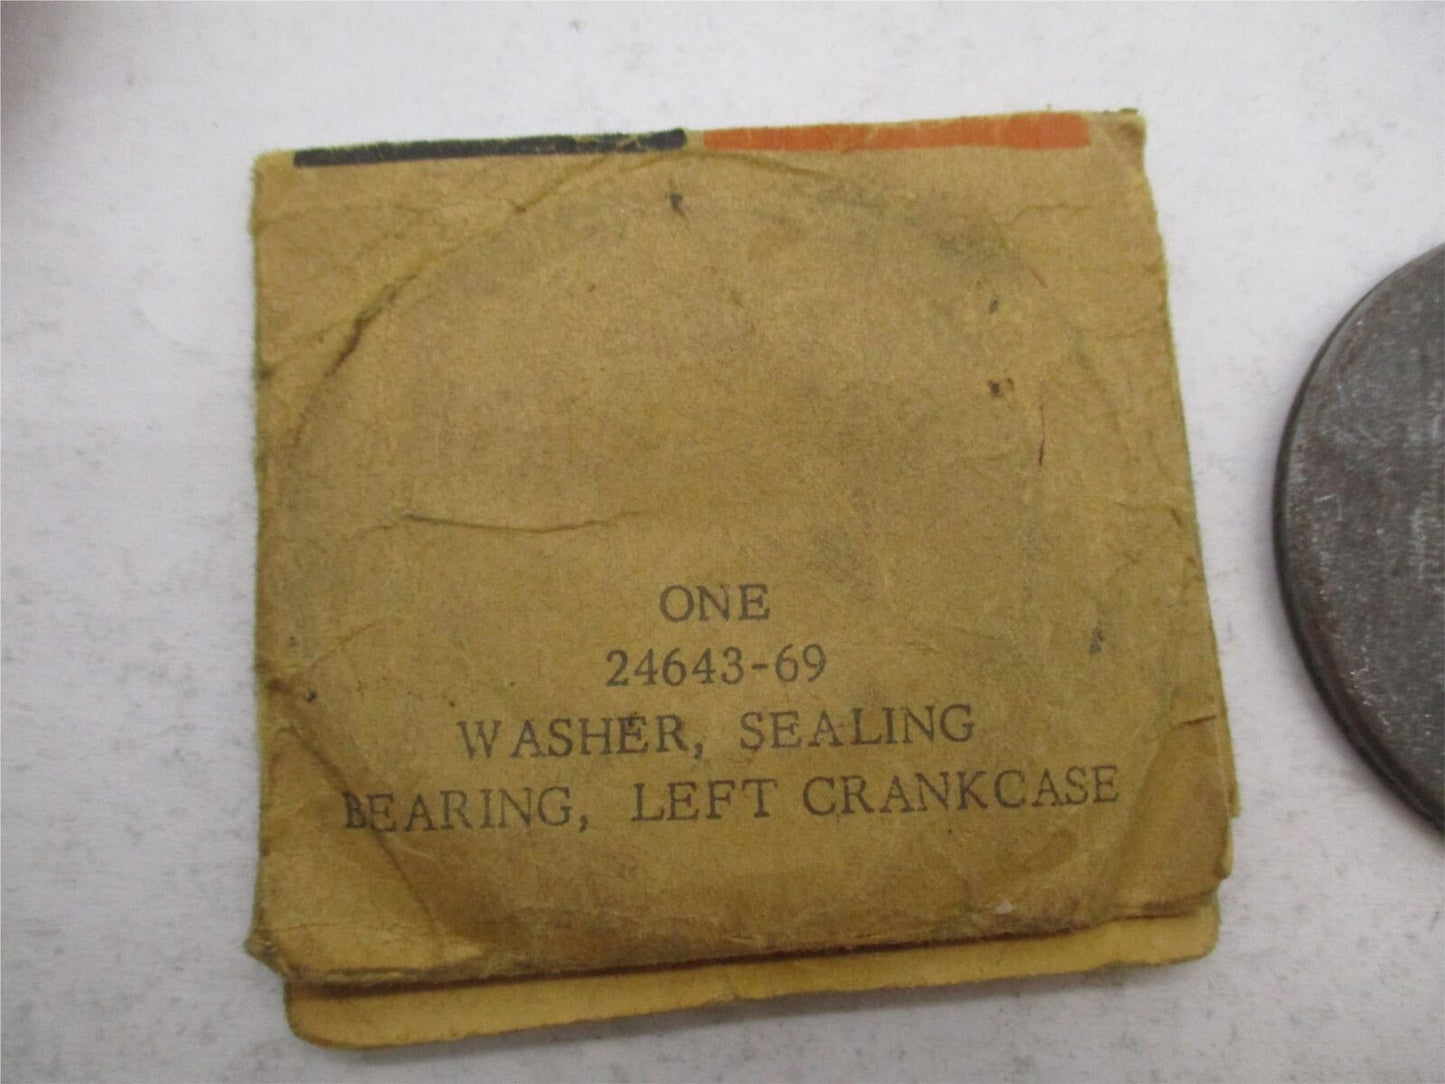 ONE
24643-69
WASHER, SEALING
BEARING, LEFT CRANKCASE